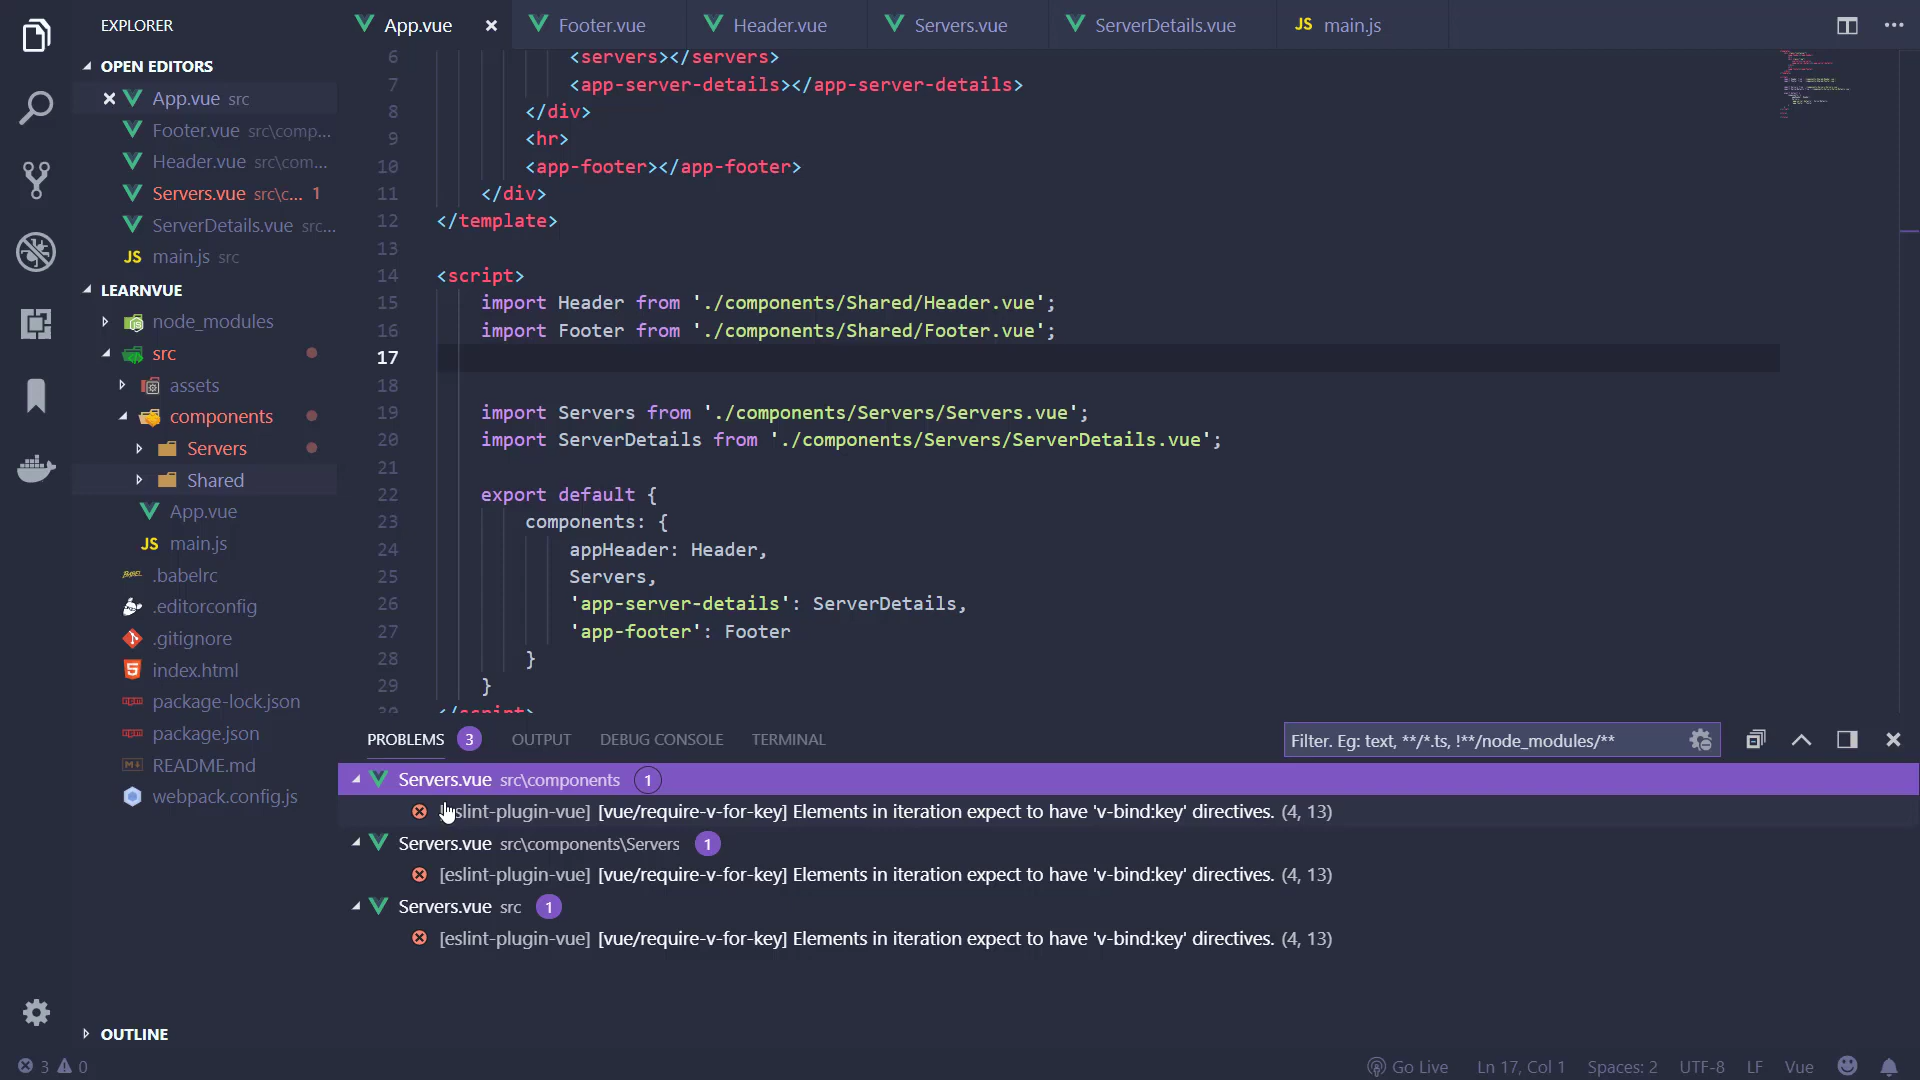 EXPLORER
OPEN EDITORS
App.vue src
Footer.vue src\comp...
Header.vue src\com...
Servers.vue src\c... 1
ServerDetails.vue src...
JS main.js src
LEARNVUE
node_modules
src
assets
components
Servers
Shared
App.vue
JS main.js
.babelrc
.editorconfig
.gitignore
index.html
package-lock.json
package.json
README.md
webpack.config.js
OUTLINE
App.vue
Footer.vue
Header.vue
Servers.vue
ServerDetails.vue
JS main.js
6 <servers></servers>
7 <app-server-details></app-server-details>
8 </div>
9 <hr>
10 <app-footer></app-footer>
11 </div>
12 </template>
13
14 <script>
15 import Header from './components/Shared/Header.vue';
16 import Footer from './components/Shared/Footer.vue';
17
18
19 import Servers from './components/Servers/Servers.vue';
20 import ServerDetails from './components/Servers/ServerDetails.vue';
21
22 export default {
23 components: {
24 appHeader: Header,
25 Servers,
26 'app-server-details': ServerDetails,
27 'app-footer': Footer
28 }
29 }
30 </script>
PROBLEMS 3 OUTPUT DEBUG CONSOLE TERMINAL
Filter. Eg: text, **/*.ts, !**/node_modules/**
Servers.vue src\components 1
[eslint-plugin-vue] [vue/require-v-for-key] Elements in iteration expect to have 'v-bind:key' directives. (4, 13)
Servers.vue src\components\Servers 1
[eslint-plugin-vue] [vue/require-v-for-key] Elements in iteration expect to have 'v-bind:key' directives. (4, 13)
Servers.vue src 1
[eslint-plugin-vue] [vue/require-v-for-key] Elements in iteration expect to have 'v-bind:key' directives. (4, 13)
3 0 Go Live Ln 17, Col 1 Spaces: 2 UTF-8 LF Vue